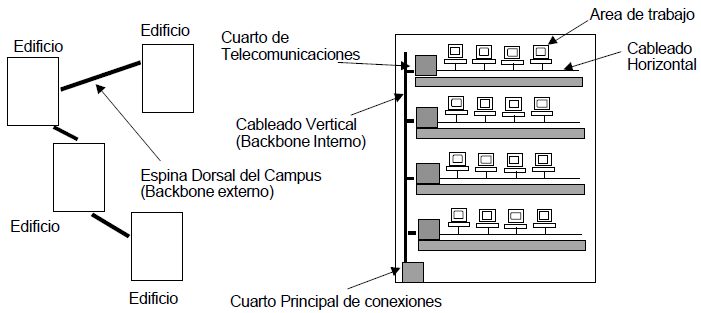 Edificio
Edificio
Espina Dorsal del Campus
(Backbone externo)
Edificio
Edificio
Cuarto de
Telecomunicaciones
Area de trabajo
Cableado
Horizontal
Cableado Vertical
(Backbone Interno)
Cuarto Principal de conexiones